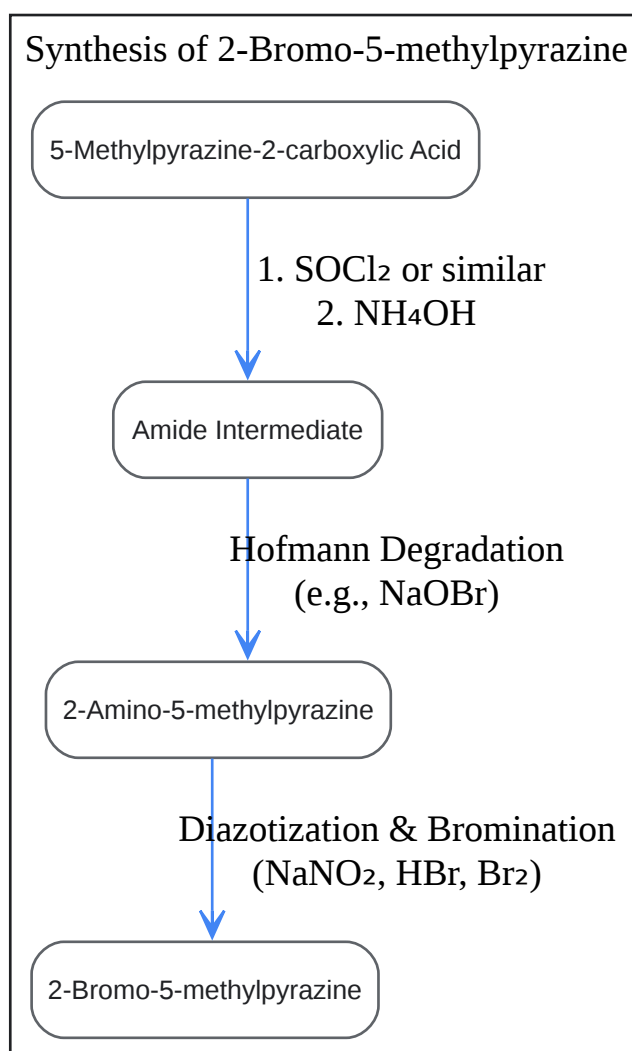 Synthesis of 2-Bromo-5-methylpyrazine
5-Methylpyrazine-2-carboxylic Acid
1. SOCl₂ or similar
2. NH₄OH
Amide Intermediate
Hofmann Degradation
(e.g., NaOBr)
2-Amino-5-methylpyrazine
Diazotization & Bromination
(NaNO₂, HBr, Br₂)
2-Bromo-5-methylpyrazine